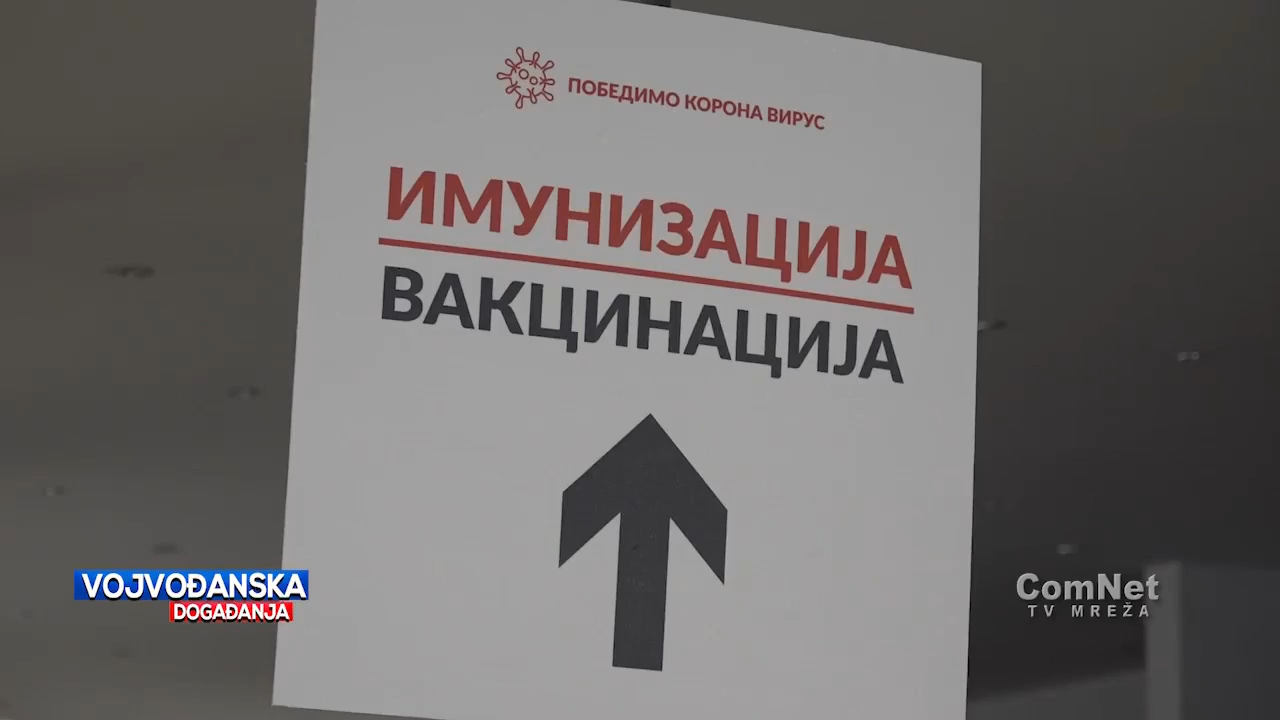 ПОБЕДИМО КОРОНА ВИРУС
ИМУНИЗАЦИЈА
ВАКЦИНАЦИЈА
VOJVOĐANSKA
DOGAĐANJA
ComNet
TV MREŽA